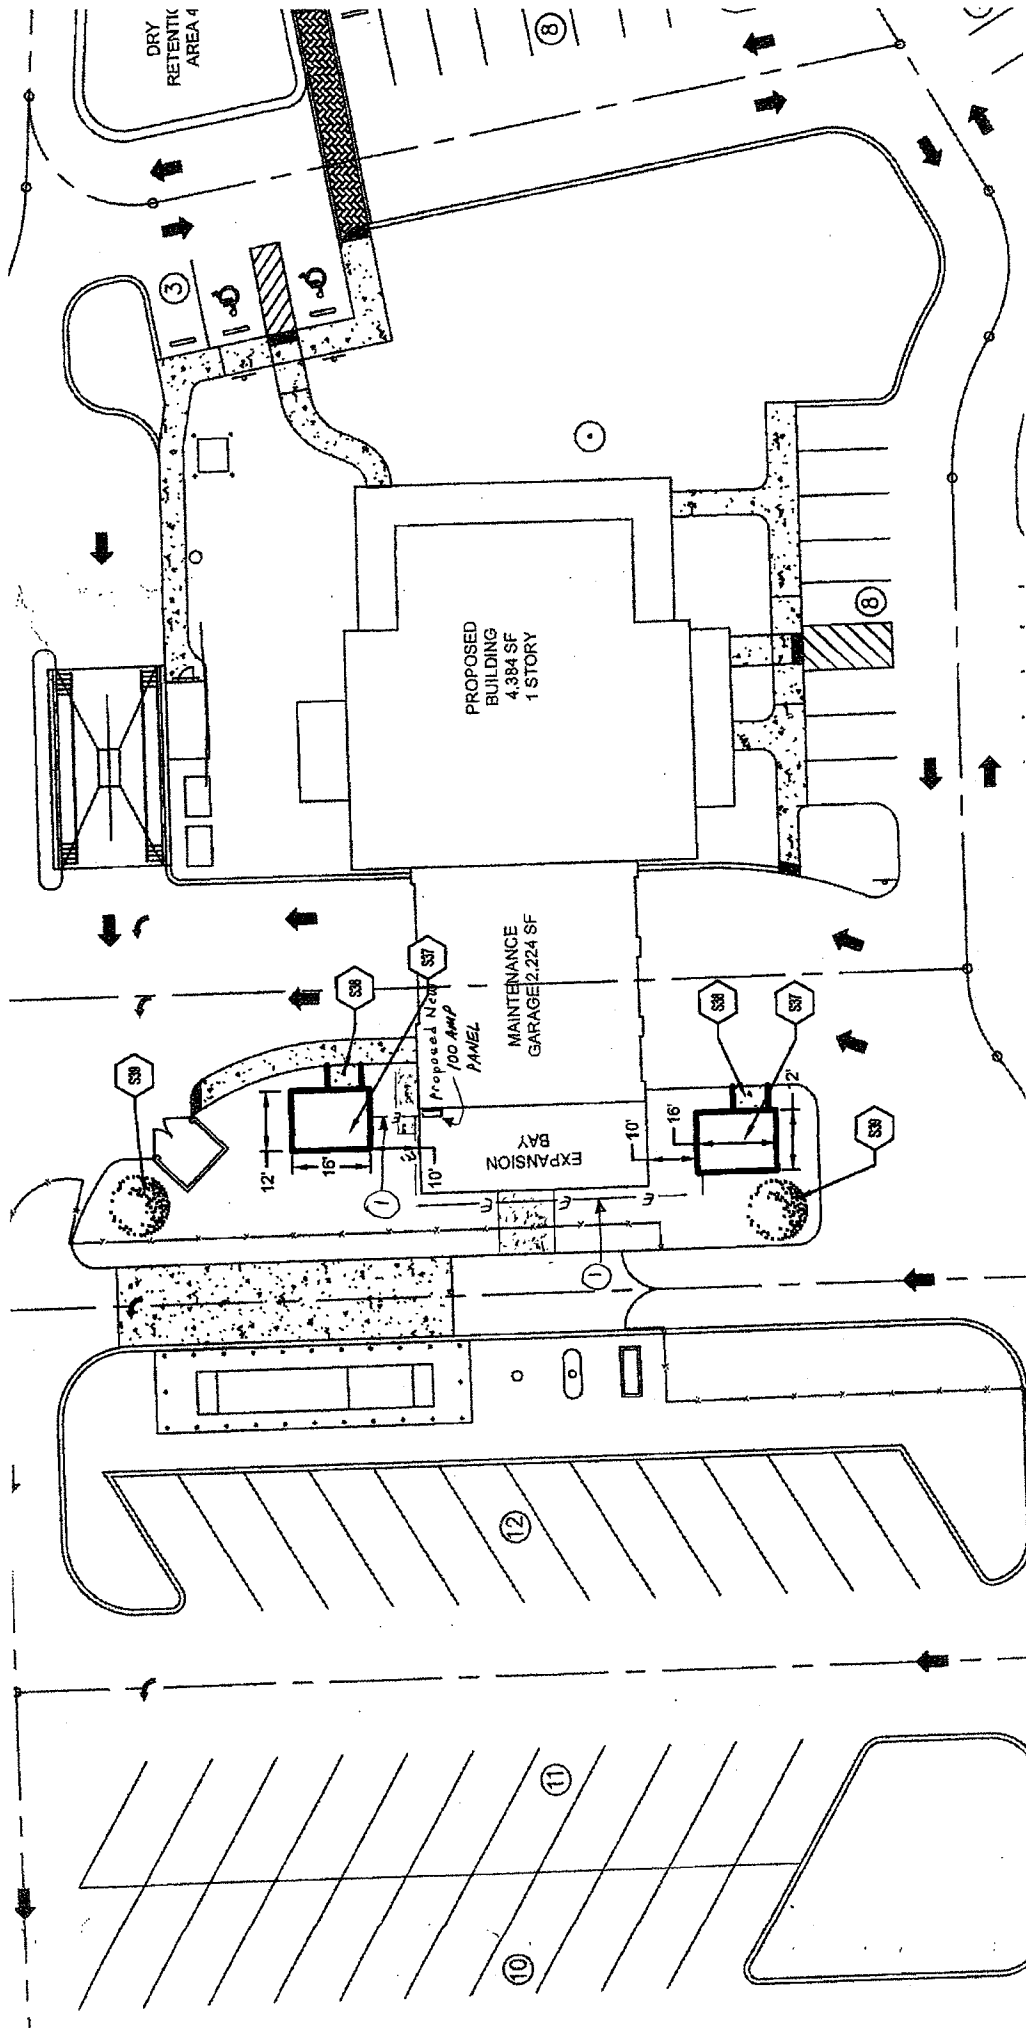 DRY
RETENTIO
AREA 4
8
3
PROPOSED
BUILDING
4,384 SF
1 STORY
8
MAINTENANCE
GARAGE 2,224 SF
S37
S38
Proposed New
100 AMP
PANEL
EXPANSION
BAY
S39
12'
16'
10'
1
E
E
E
E
E
1
S38
S37
2'
16'
10'
S39
12
11
10